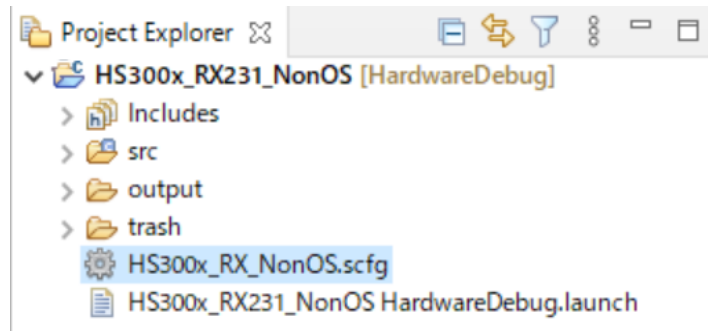 Project Explorer
HS300x_RX231_NonOS [HardwareDebug]
Includes
src
output
trash
HS300x_RX_NonOS.scfg
HS300x_RX231_NonOS HardwareDebug.launch